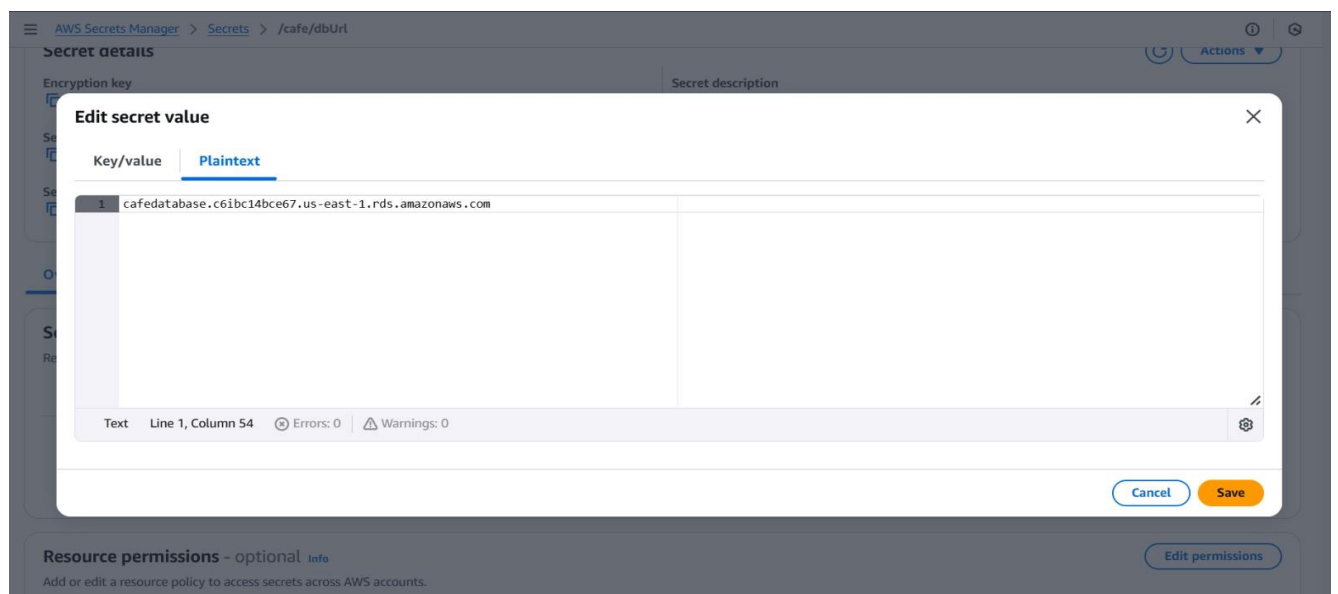 AWS Secrets Manager > Secrets > /cafe/dbUrl
Secret details
Actions
Encryption key
Secret description
Edit secret value
Key/value
Plaintext
1 cafedatabase.c6ibc14bce67.us-east-1.rds.amazonaws.com
Text Line 1, Column 54 Errors: 0 Warnings: 0
Cancel
Save
Resource permissions - optional Info
Edit permissions
Add or edit a resource policy to access secrets across AWS accounts.